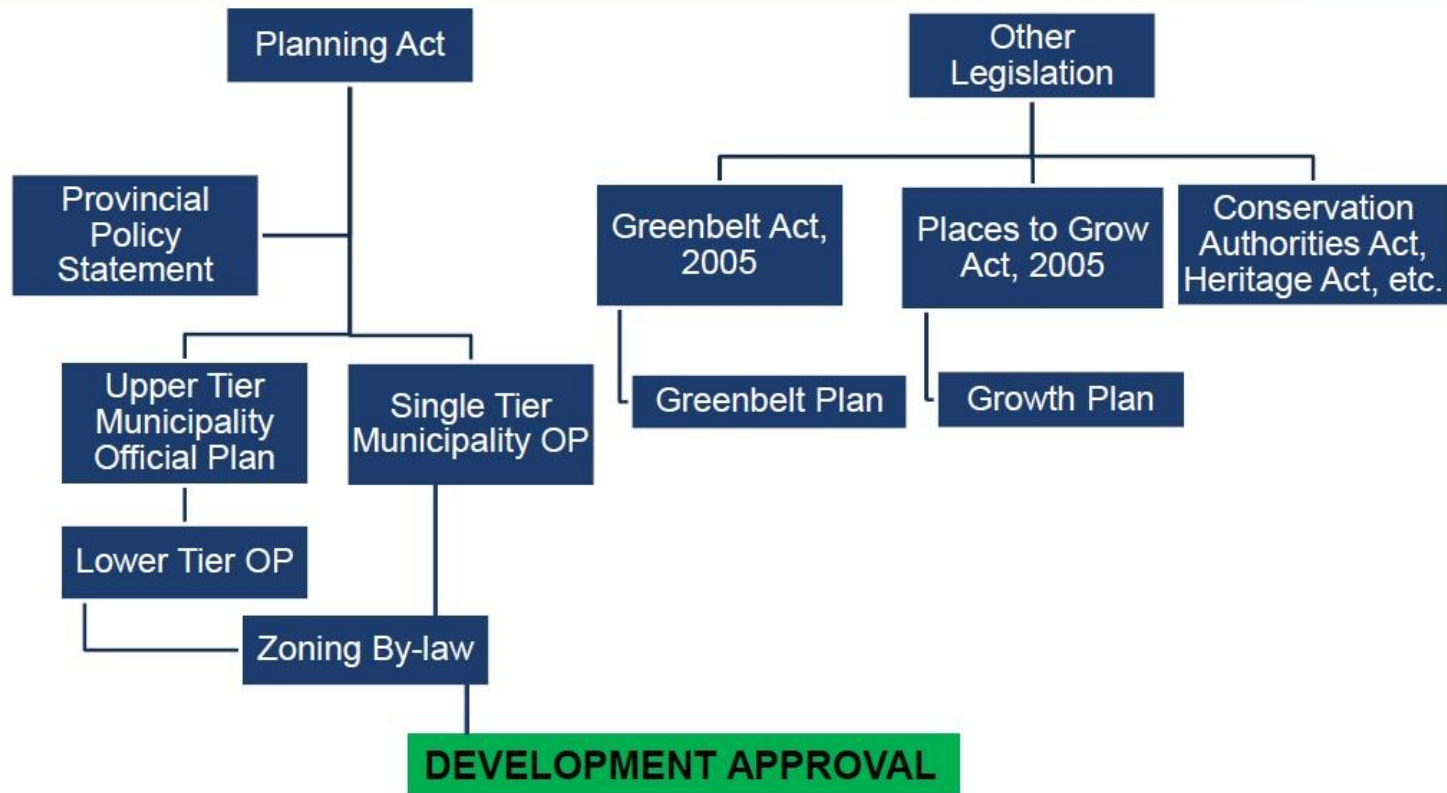 Planning Act
Other
Legislation
Provincial
Policy
Statement
Greenbelt Act,
2005
Places to Grow
Act, 2005
Conservation
Authorities Act,
Heritage Act, etc.
Upper Tier
Municipality
Official Plan
Single Tier
Municipality OP
Greenbelt Plan
Growth Plan
Lower Tier OP
Zoning By-law
DEVELOPMENT APPROVAL